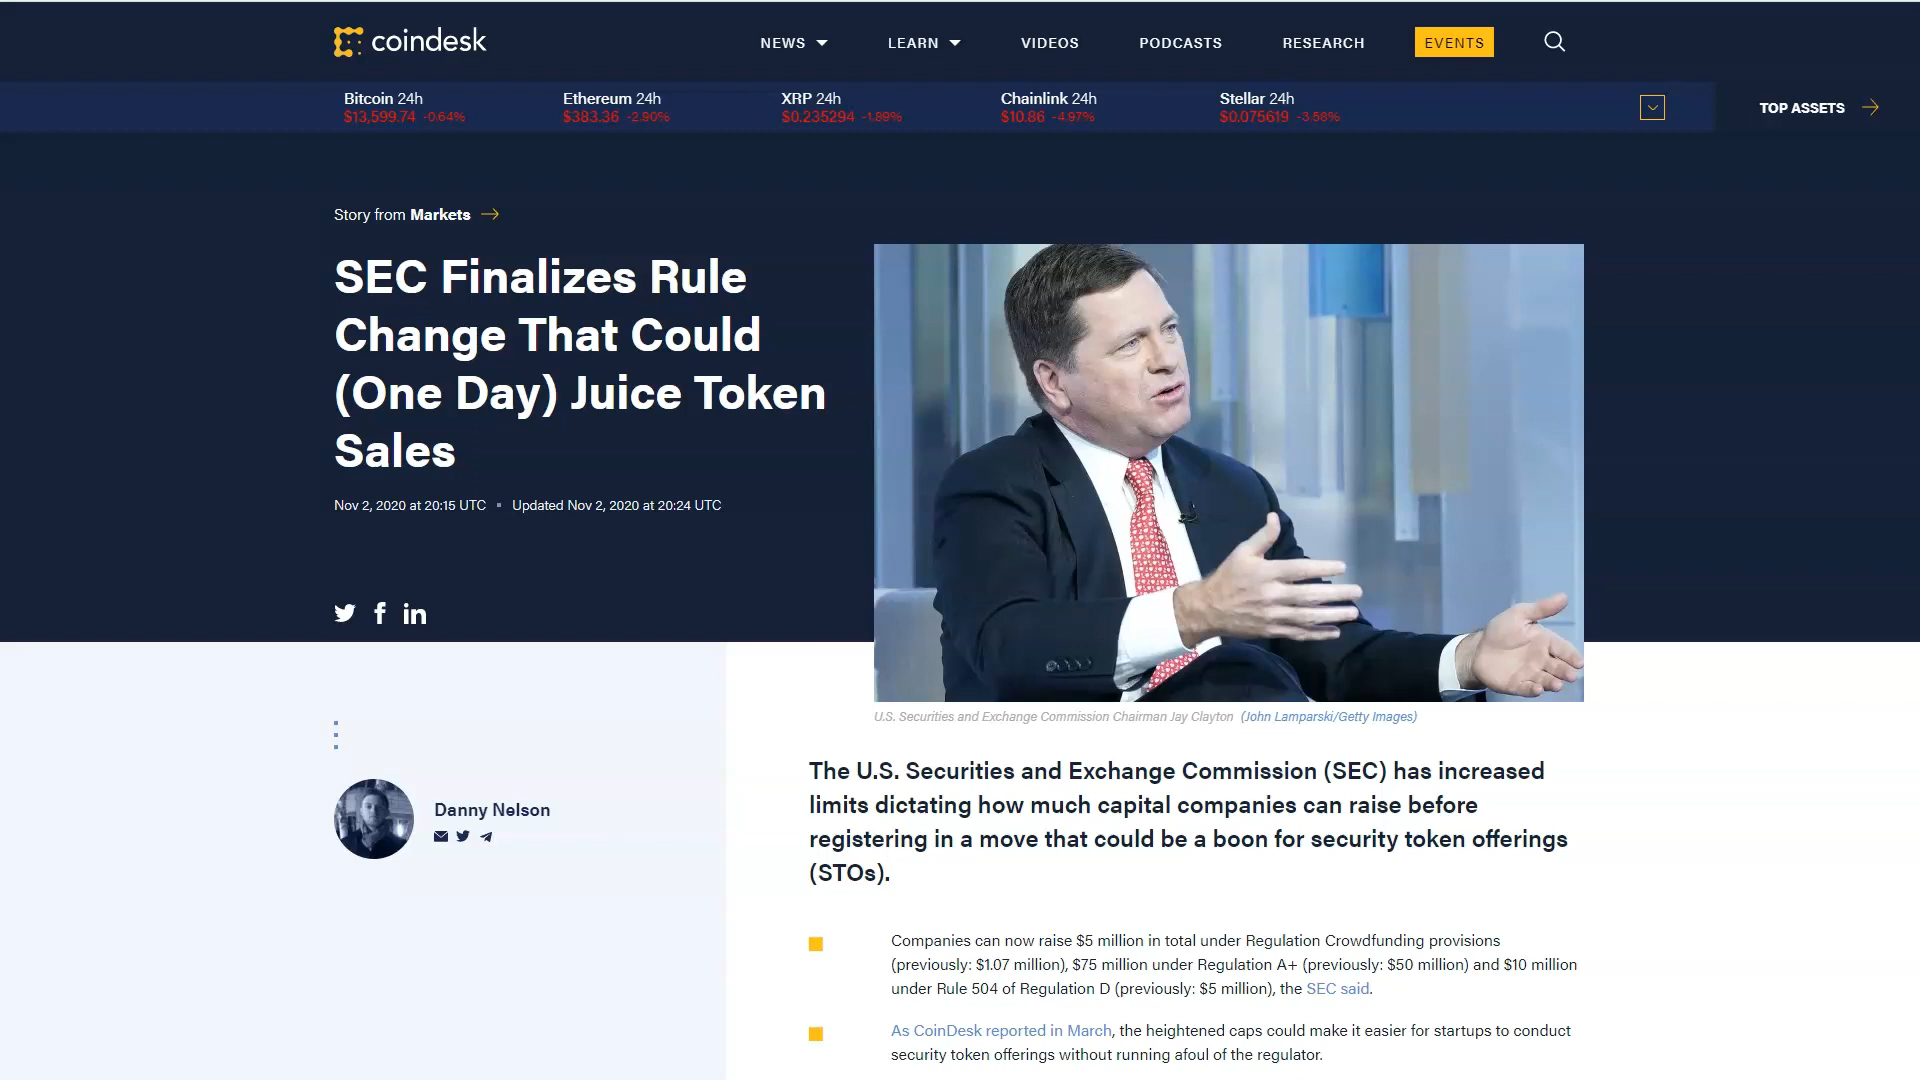 coindesk
NEWS
LEARN
VIDEOS
PODCASTS
RESEARCH
EVENTS
Bitcoin 24h
$13,599.74 -0.64%
Ethereum 24h
$383.36 -2.90%
XRP 24h
$0.235294 -1.89%
Chainlink 24h
$10.86 -4.97%
Stellar 24h
$0.075619 -3.58%
TOP ASSETS
Story from Markets
SEC Finalizes Rule
Change That Could
(One Day) Juice Token
Sales
Nov 2, 2020 at 20:15 UTC ▪ Updated Nov 2, 2020 at 20:24 UTC
U.S. Securities and Exchange Commission Chairman Jay Clayton (John Lamparski/Getty Images)
Danny Nelson
The U.S. Securities and Exchange Commission (SEC) has increased
limits dictating how much capital companies can raise before
registering in a move that could be a boon for security token offerings
(STOs).
Companies can now raise $5 million in total under Regulation Crowdfunding provisions
(previously: $1.07 million), $75 million under Regulation A+ (previously: $50 million) and $10 million
under Rule 504 of Regulation D (previously: $5 million), the SEC said.
As CoinDesk reported in March, the heightened caps could make it easier for startups to conduct
security token offerings without running afoul of the regulator.